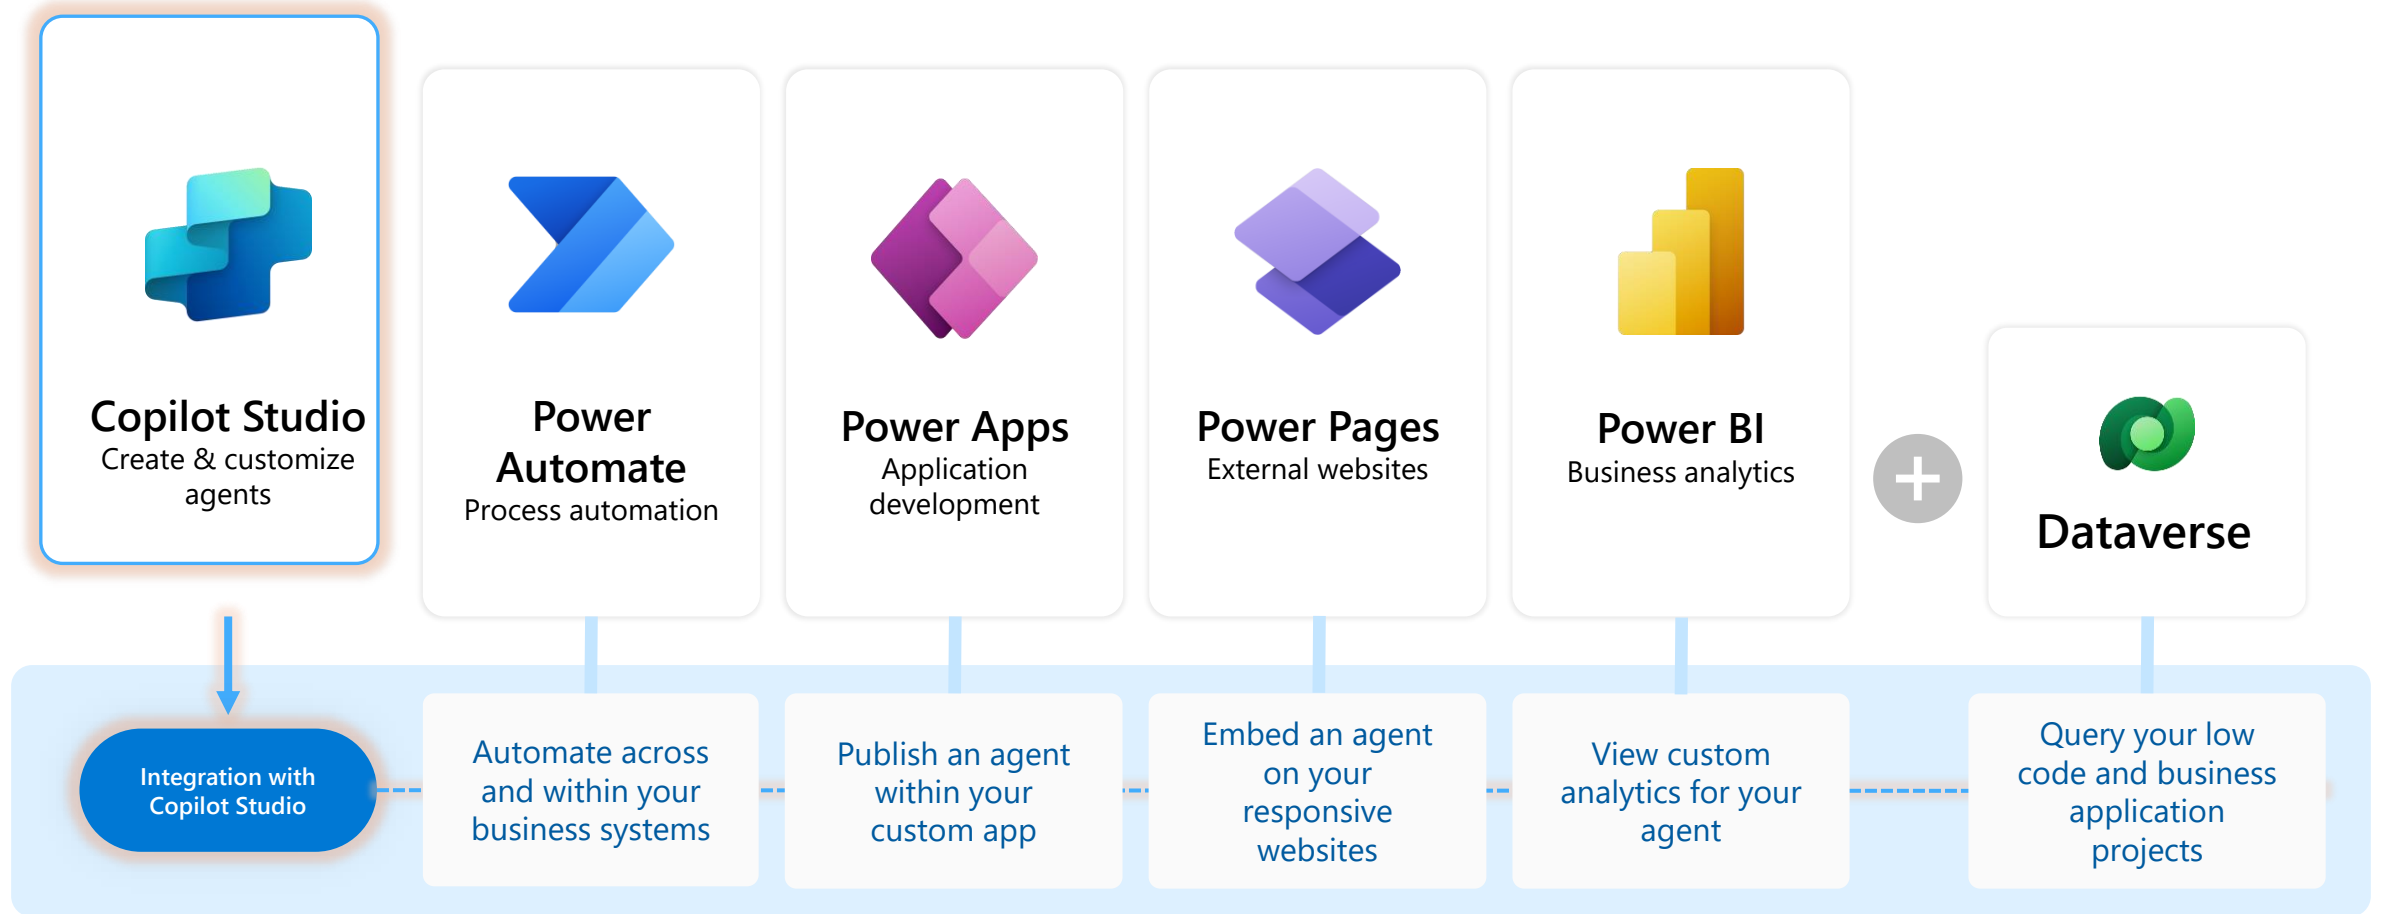 Copilot Studio
Create & customize
agents
Power
Automate
Process automation
Power Apps
Application
development
Power Pages
External websites
Power BI
Business analytics
Dataverse
Integration with
Copilot Studio
Automate across
and within your
business systems
Publish an agent
within your
custom app
Embed an agent
on your
responsive
websites
View custom
analytics for your
agent
Query your low
code and business
application
projects